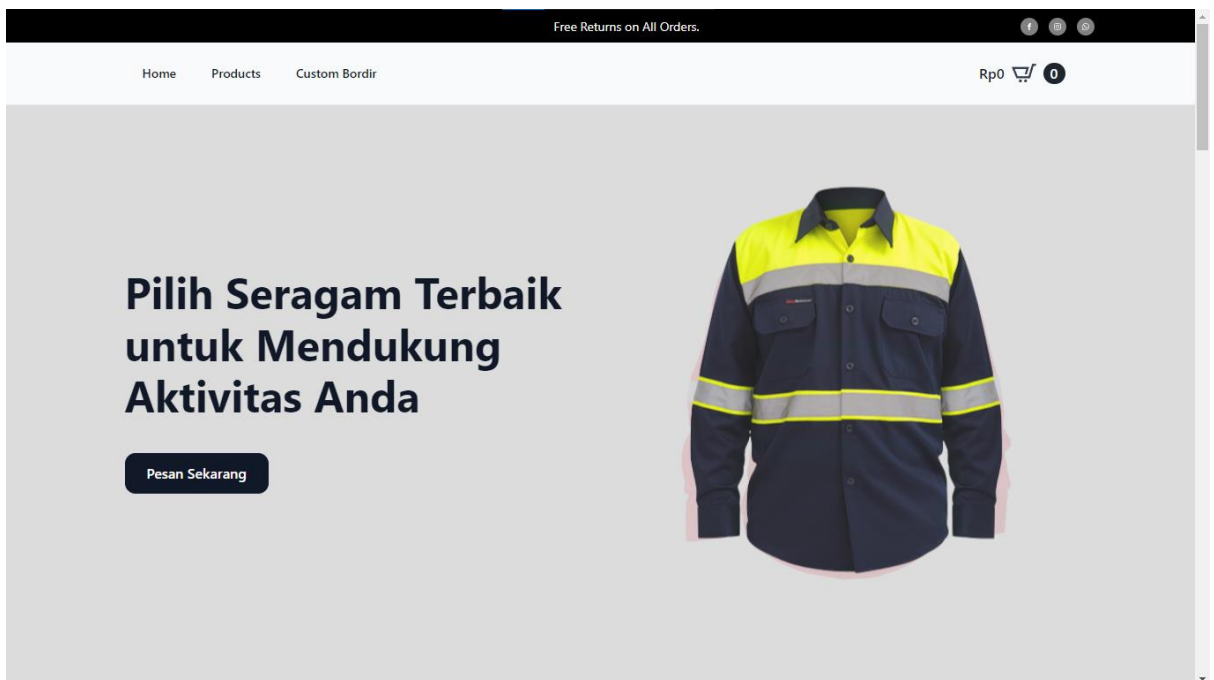 Free Returns on All Orders.
Home Products Custom Bordir
Rp0 0
Pilih Seragam Terbaik
untuk Mendukung
Aktivitas Anda
Pesan Sekarang